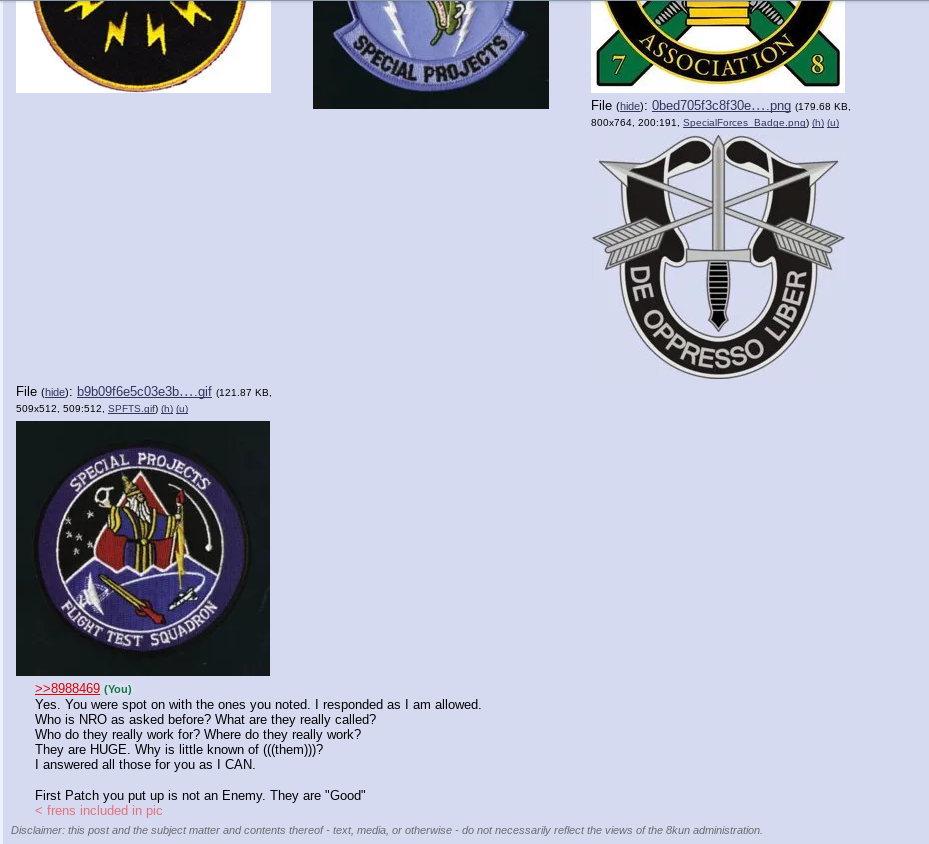 SPECIAL PROJECTS
ASSOCIATION
7
8
File (hide): 0bed705f3c8f30e….png (179.68 KB,
800x764, 200:191, SpecialForces_Badge.png) (h) (u)
DE OPPRESSO LIBER
File (hide): b9b09f6e5c03e3b….gif (121.87 KB,
509x512, 509:512, SPFTS.gif) (h) (u)
SPECIAL PROJECTS
FLIGHT TEST SQUADRON
>>8988469 (You)
Yes. You were spot on with the ones you noted. I responded as I am allowed.
Who is NRO as asked before? What are they really called?
Who do they really work for? Where do they really work?
They are HUGE. Why is little known of (((them)))?
I answered all those for you as I CAN.
First Patch you put up is not an Enemy. They are "Good"
< frens included in pic
Disclaimer: this post and the subject matter and contents thereof - text, media, or otherwise - do not necessarily reflect the views of the 8kun administration.